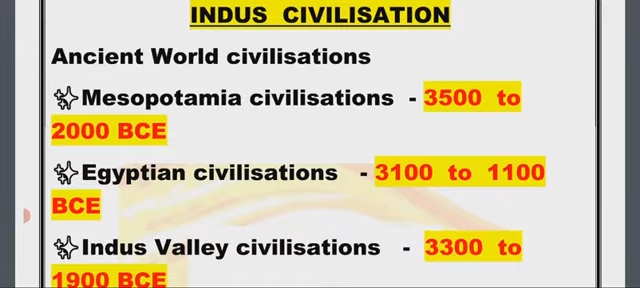 INDUS CIVILISATION
Ancient World civilisations
Mesopotamia civilisations - 3500 to
2000 BCE
Egyptian civilisations - 3100 to 1100
BCE
Indus Valley civilisations - 3300 to
1900 BCE